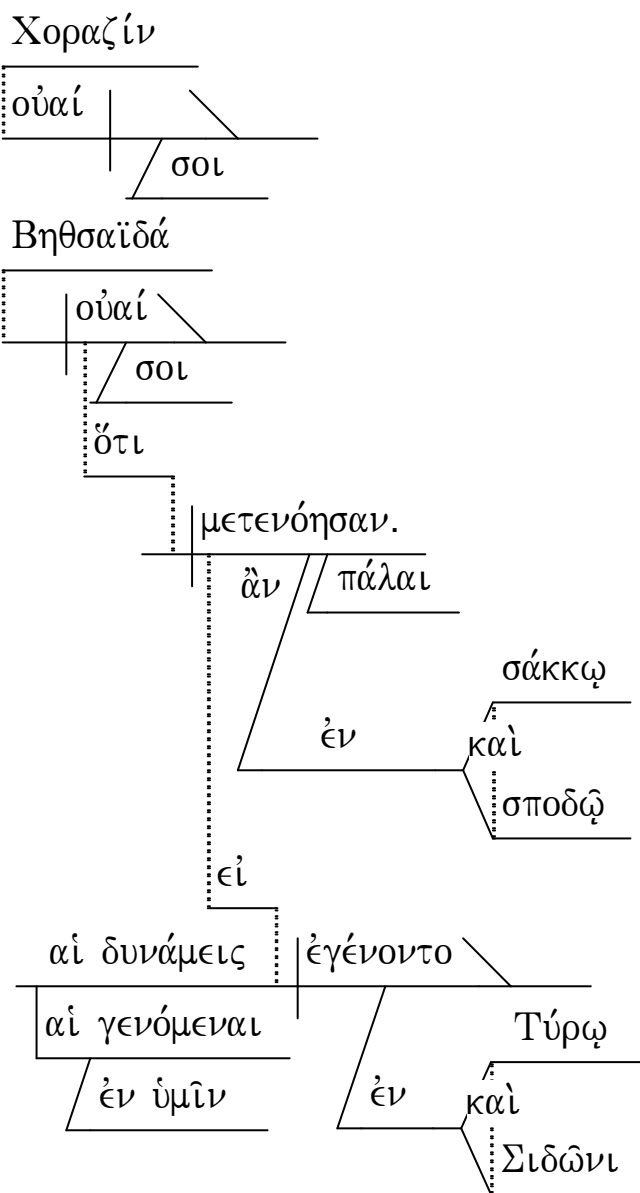 Χοραζίν
οὐαί
σοι
Βηθσαϊδά
οὐαί
σοι
ὅτι
μετενόησαν.
ἂν πάλαι
σάκκῳ
ἐν καὶ
σποδῷ
εἰ
αἱ δυνάμεις ἐγένοντο
αἱ γενόμεναι Τύρῳ
ἐν ὑμῖν ἐν καὶ
Σιδῶνι